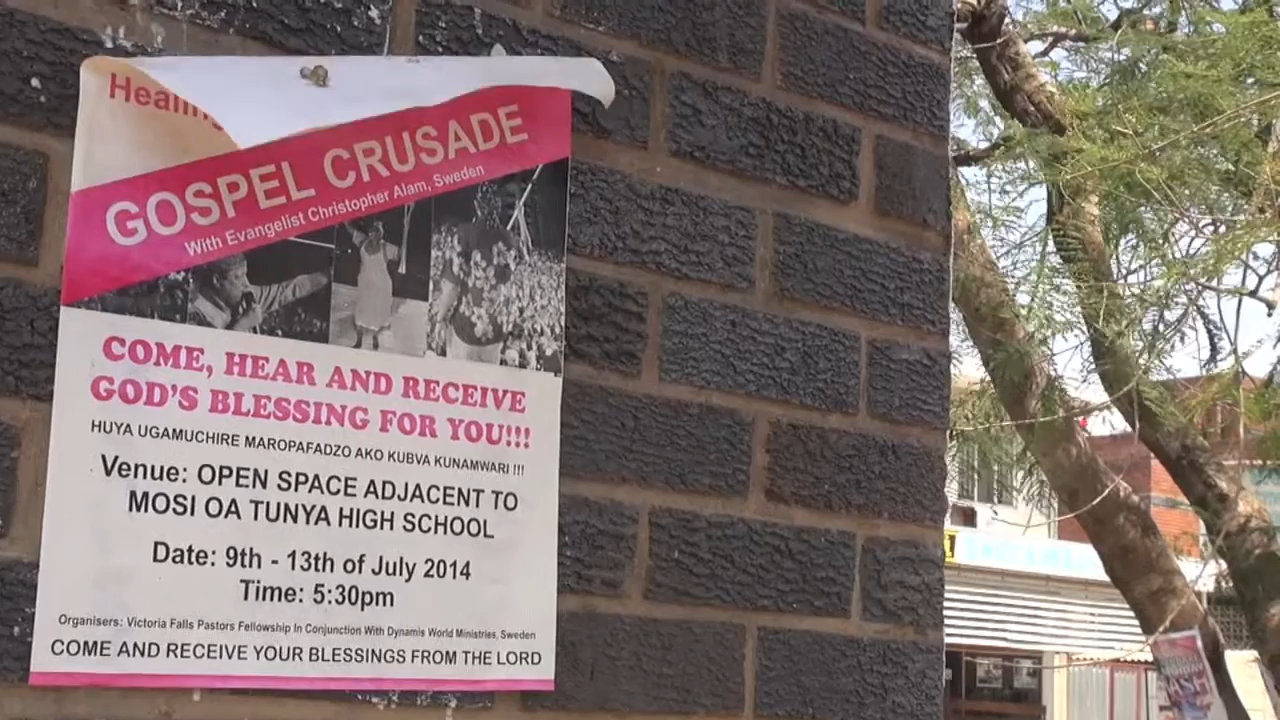 Healing
GOSPEL CRUSADE
With Evangelist Christopher Alam, Sweden
COME, HEAR AND RECEIVE
GOD'S BLESSING FOR YOU!!!
HUYA UGAMUCHIRE MAROPAFADZO AKO KUBVA KUNAMWARI !!!
Venue: OPEN SPACE ADJACENT TO
MOSI OA TUNYA HIGH SCHOOL
Date: 9th - 13th of July 2014
Time: 5:30pm
Organisers: Victoria Falls Pastors Fellowship In Conjunction With Dynamis World Ministries, Sweden
COME AND RECEIVE YOUR BLESSINGS FROM THE LORD